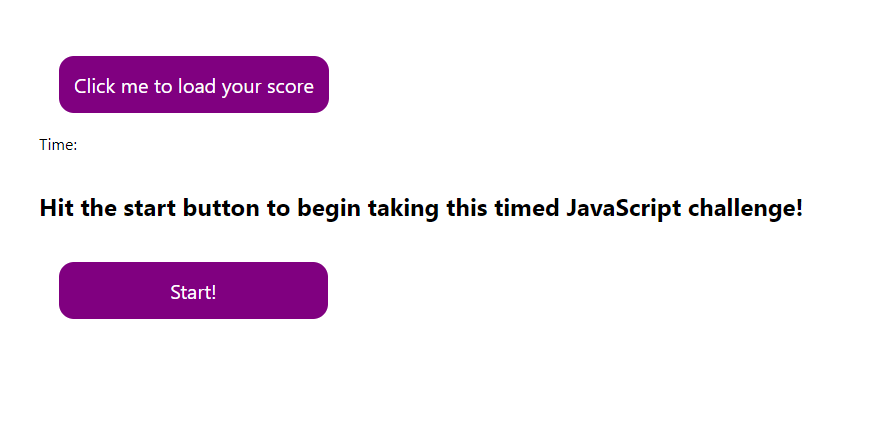 Click me to load your score
Time:
Hit the start button to begin taking this timed JavaScript challenge!
Start!